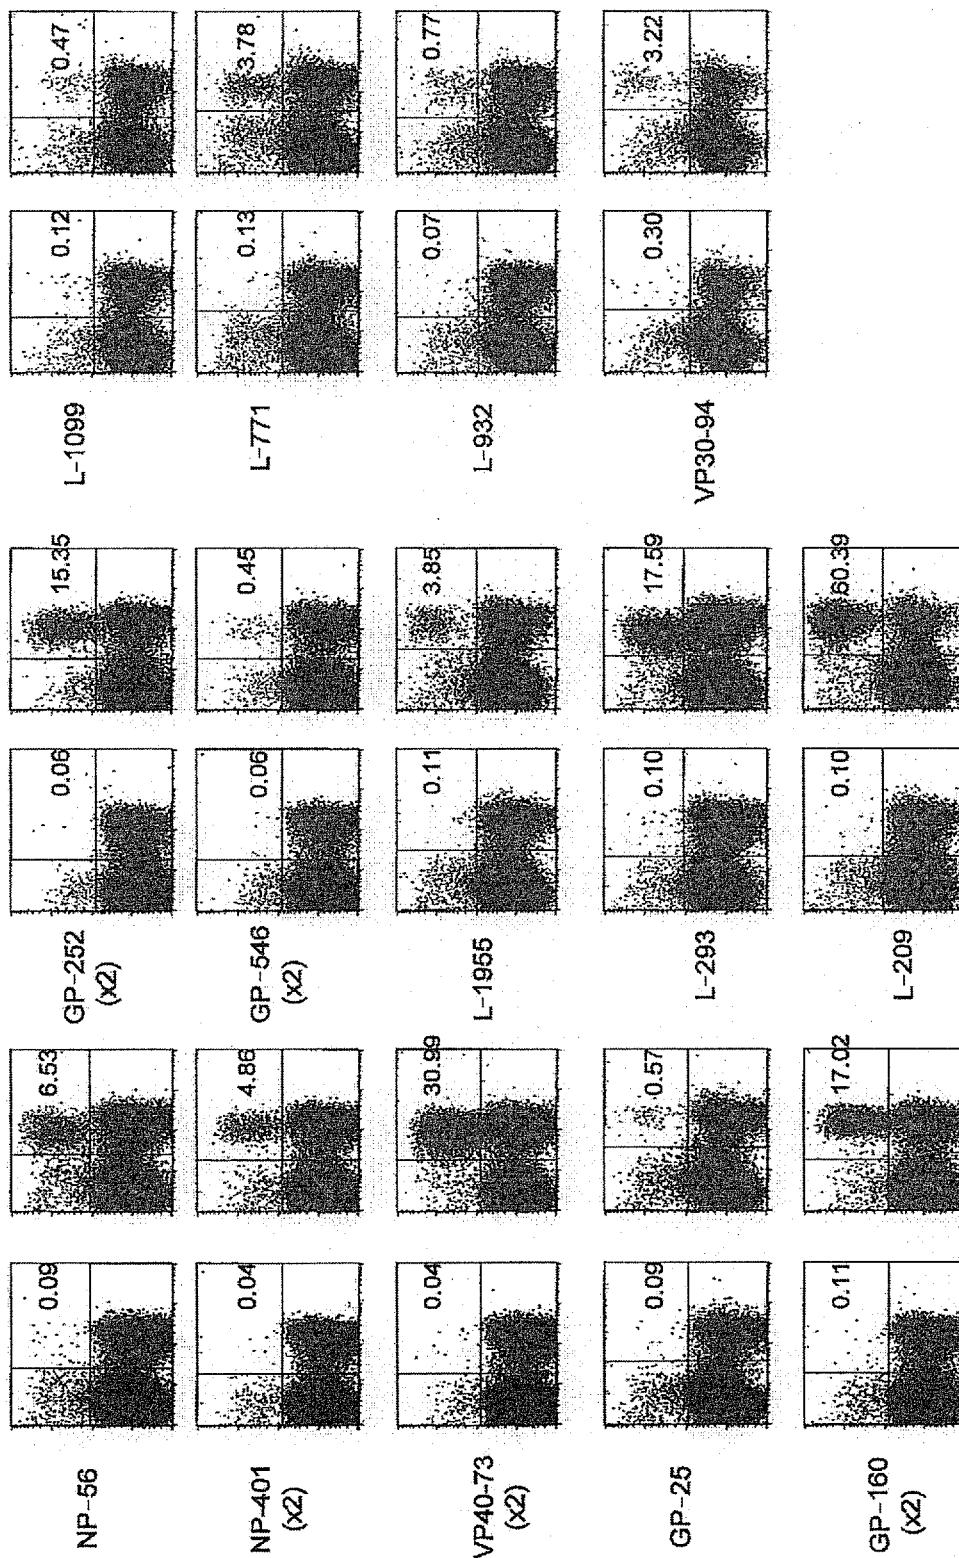 NP-56
0.09
6.53
GP-252
(x2)
0.06
15.35
L-1099
0.12
0.47
NP-401
(x2)
0.04
4.86
GP-546
(x2)
0.06
0.45
L-771
0.13
3.78
VP40-73
(x2)
0.04
30.99
L-1955
0.11
3.85
L-932
0.07
0.77
GP-25
0.09
0.57
L-293
0.10
17.59
VP30-94
0.30
3.22
GP-160
(x2)
0.11
17.02
L-209
0.10
60.39